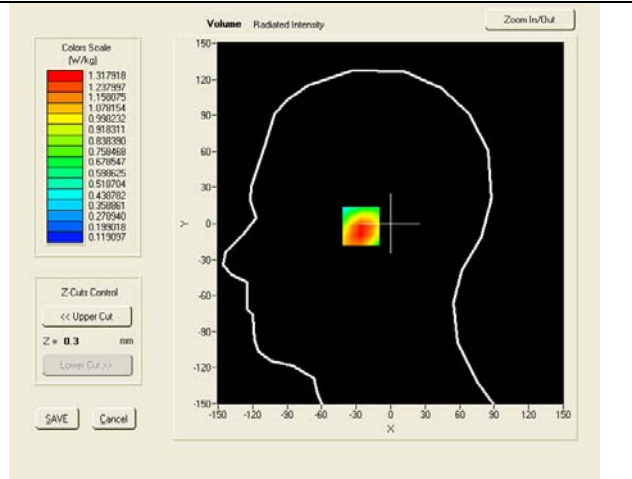 Volume Radiated Intensity
Zoom In/Out
Colors Scale
(W/kg)
1.317918
1.237997
1.158075
1.078154
0.998232
0.918311
0.838390
0.758468
0.678547
0.598625
0.518704
0.438782
0.358861
0.278940
0.199018
0.119097
Z-Cuts Control
<< Upper Cut
Z = 0.3 mm
Lower Cut >>
SAVE Cancel
150-
120-
90-
60-
30-
Y 0-
-30-
-60-
-90-
-120-
-150-
-150 -120 -90 -60 -30 0 30 60 90 120 150
X